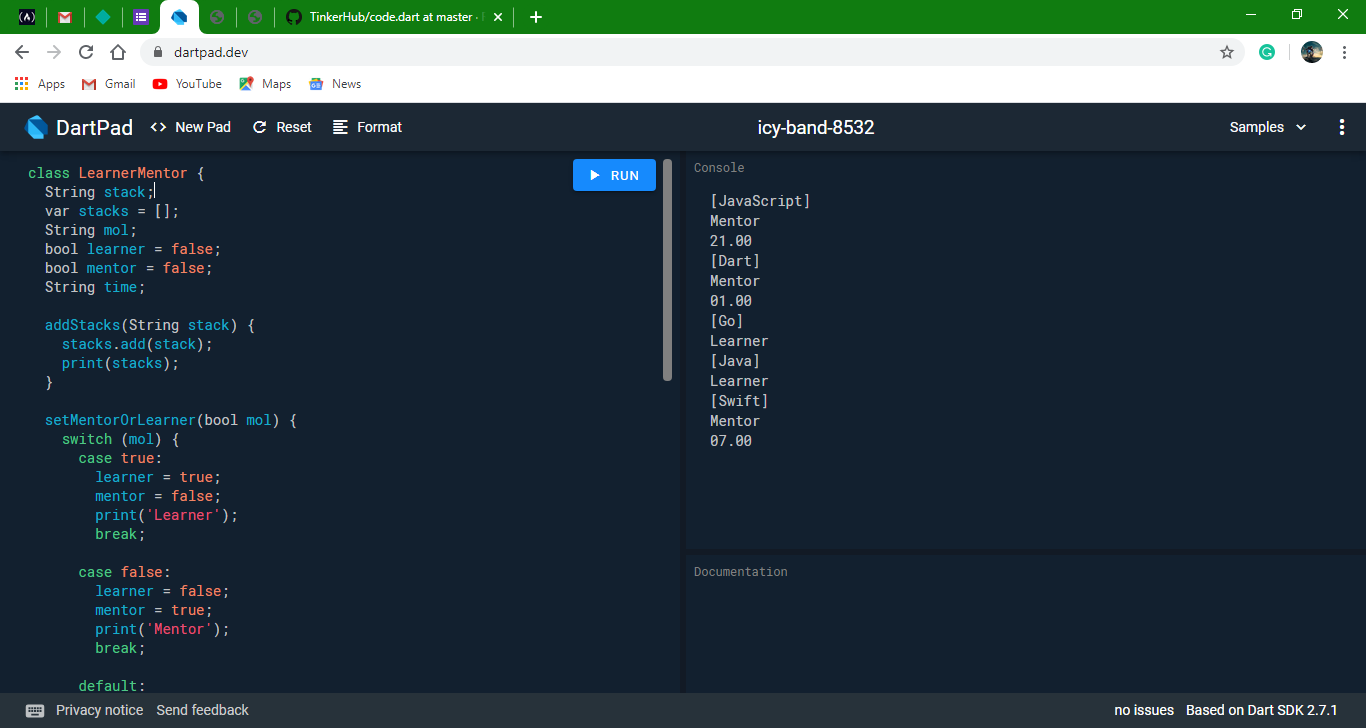 TinkerHub/code.dart at master ·
dartpad.dev
Apps Gmail YouTube Maps News
DartPad <> New Pad Reset Format icy-band-8532 Samples
class LearnerMentor {
String stack;
var stacks = [];
String mol;
bool learner = false;
bool mentor = false;
String time;
addStacks(String stack) {
stacks.add(stack);
print(stacks);
}
setMentorOrLearner(bool mol) {
switch (mol) {
case true:
learner = true;
mentor = false;
print('Learner');
break;
case false:
learner = false;
mentor = true;
print('Mentor');
break;
default:
RUN
Console
[JavaScript]
Mentor
21.00
[Dart]
Mentor
01.00
[Go]
Learner
[Java]
Learner
[Swift]
Mentor
07.00
Documentation
Privacy notice Send feedback no issues Based on Dart SDK 2.7.1